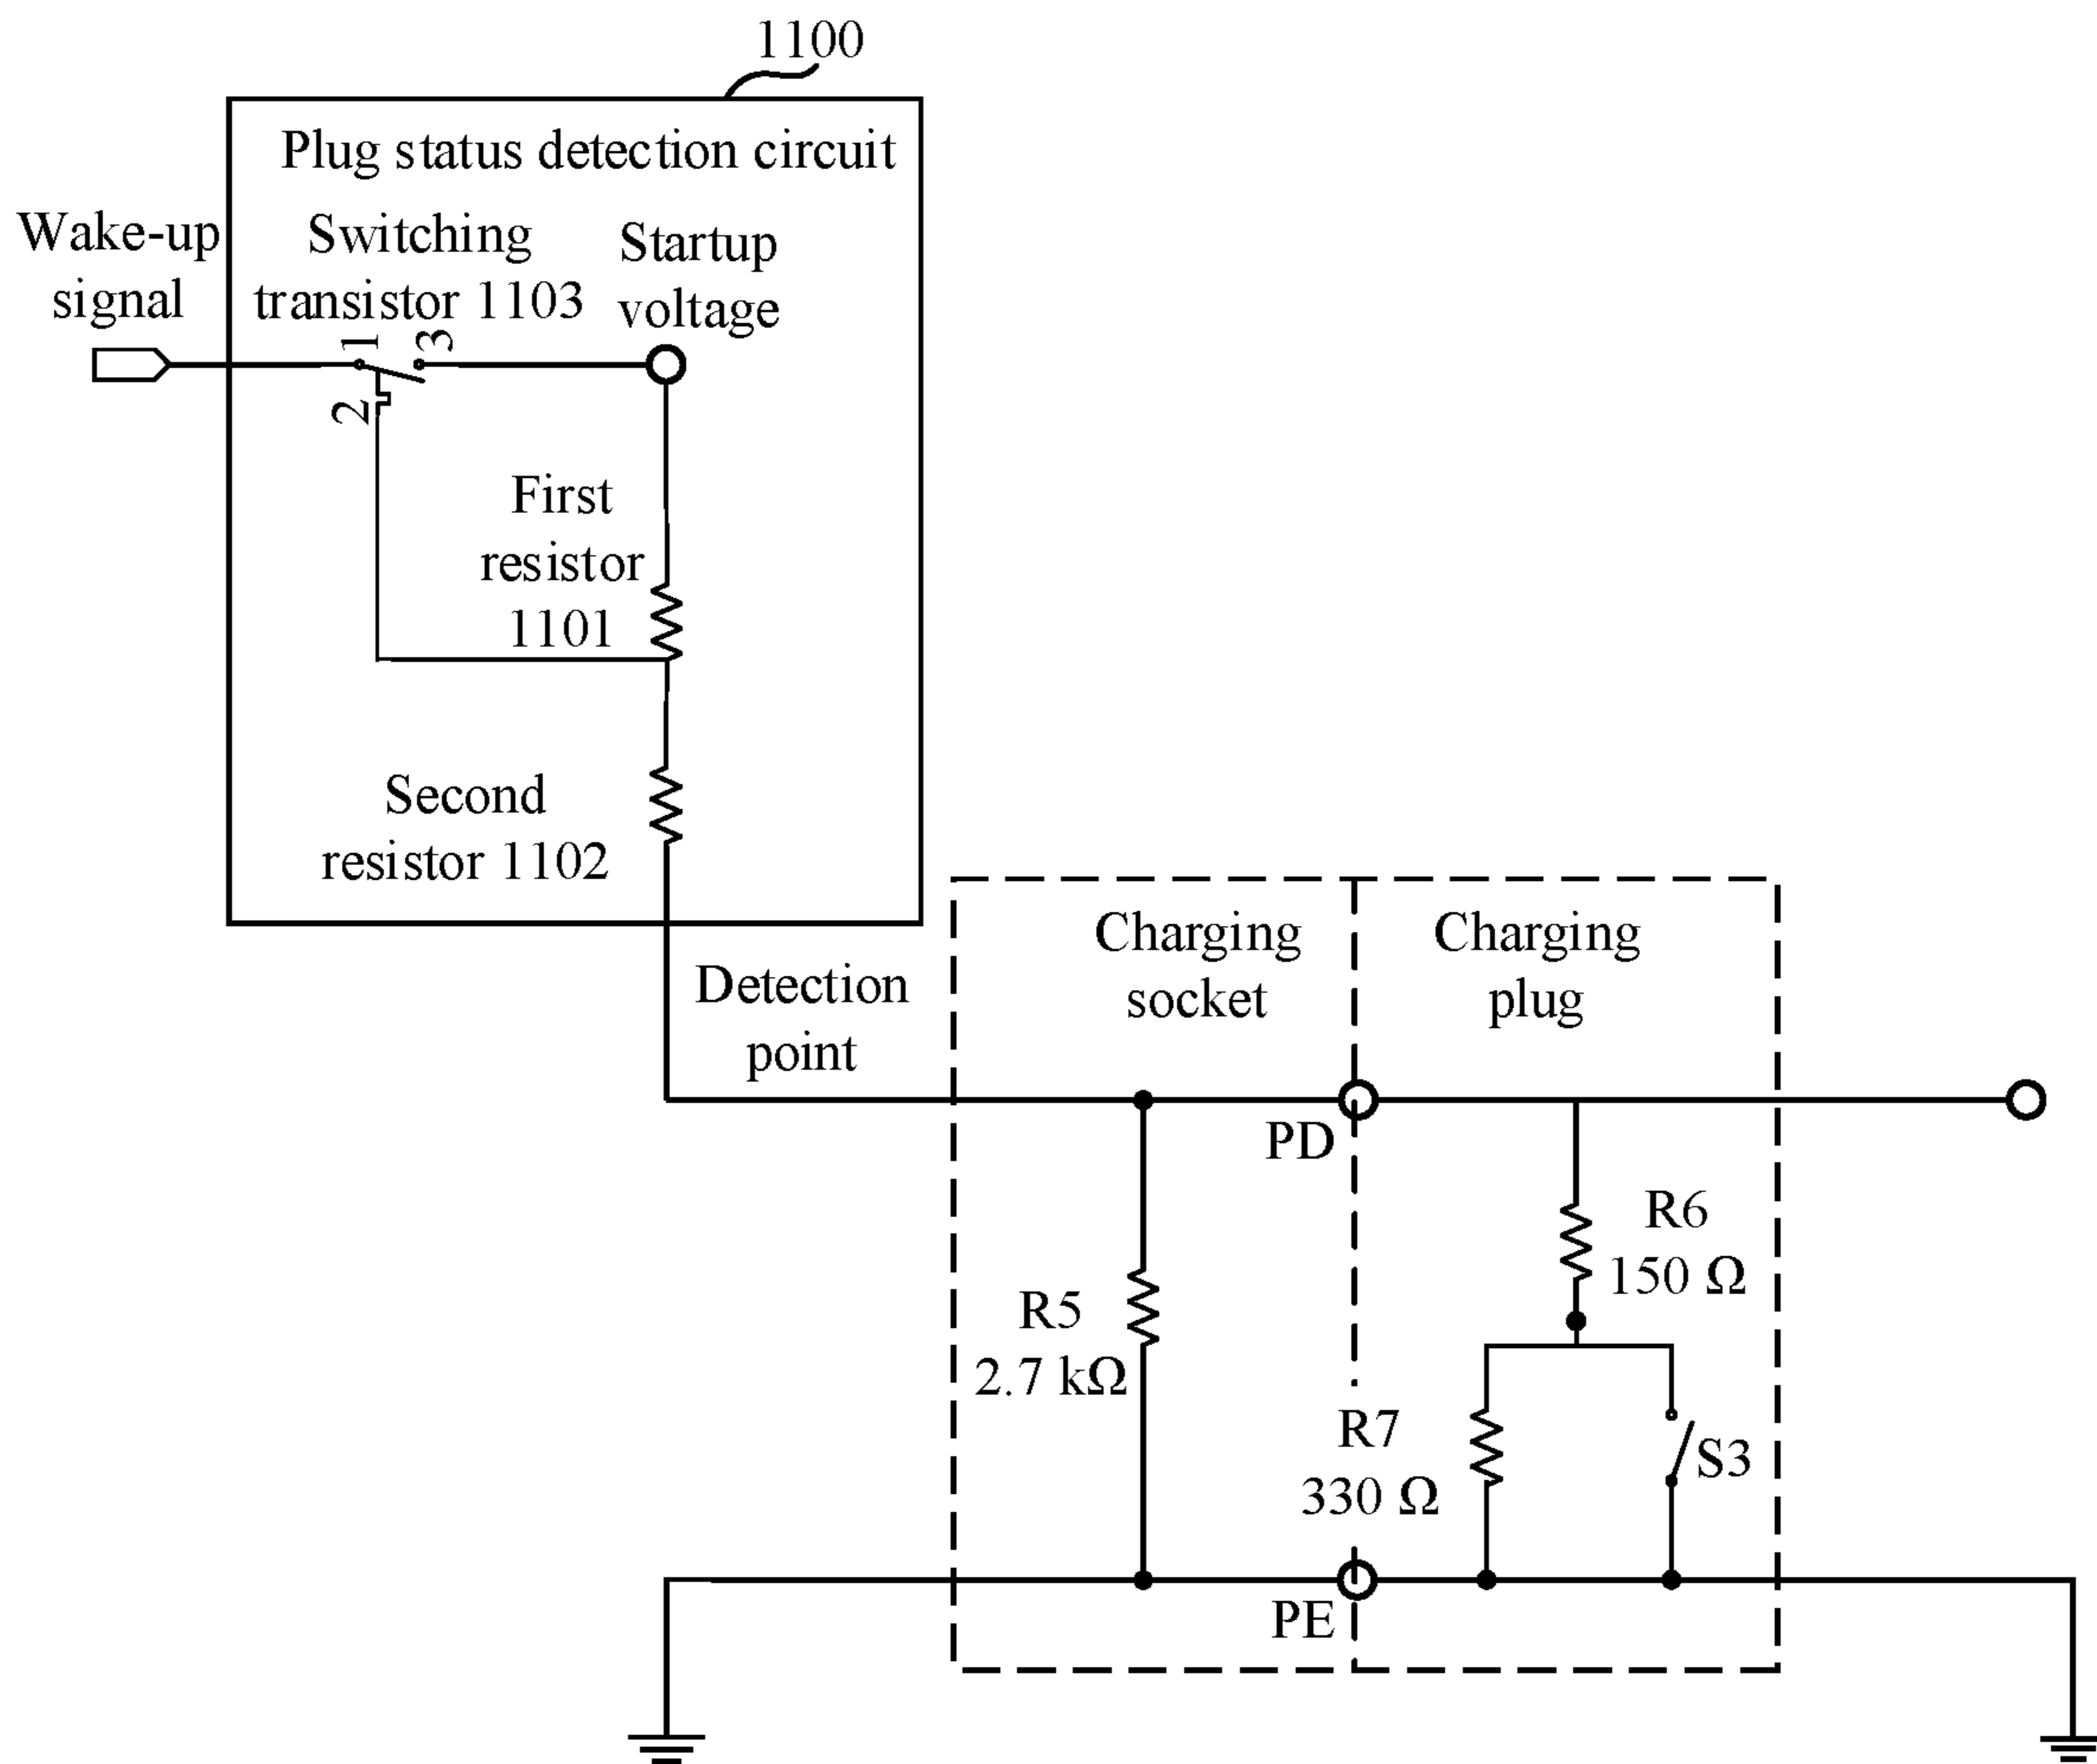 1100
Plug status detection circuit
Wake-up
signal
Switching
transistor 1103
Startup
voltage
1
3
2
First
resistor
1101
Second
resistor 1102
Detection
point
Charging
socket
Charging
plug
PD
R6
150 Ω
R5
2.7 kΩ
R7
330 Ω
S3
PE